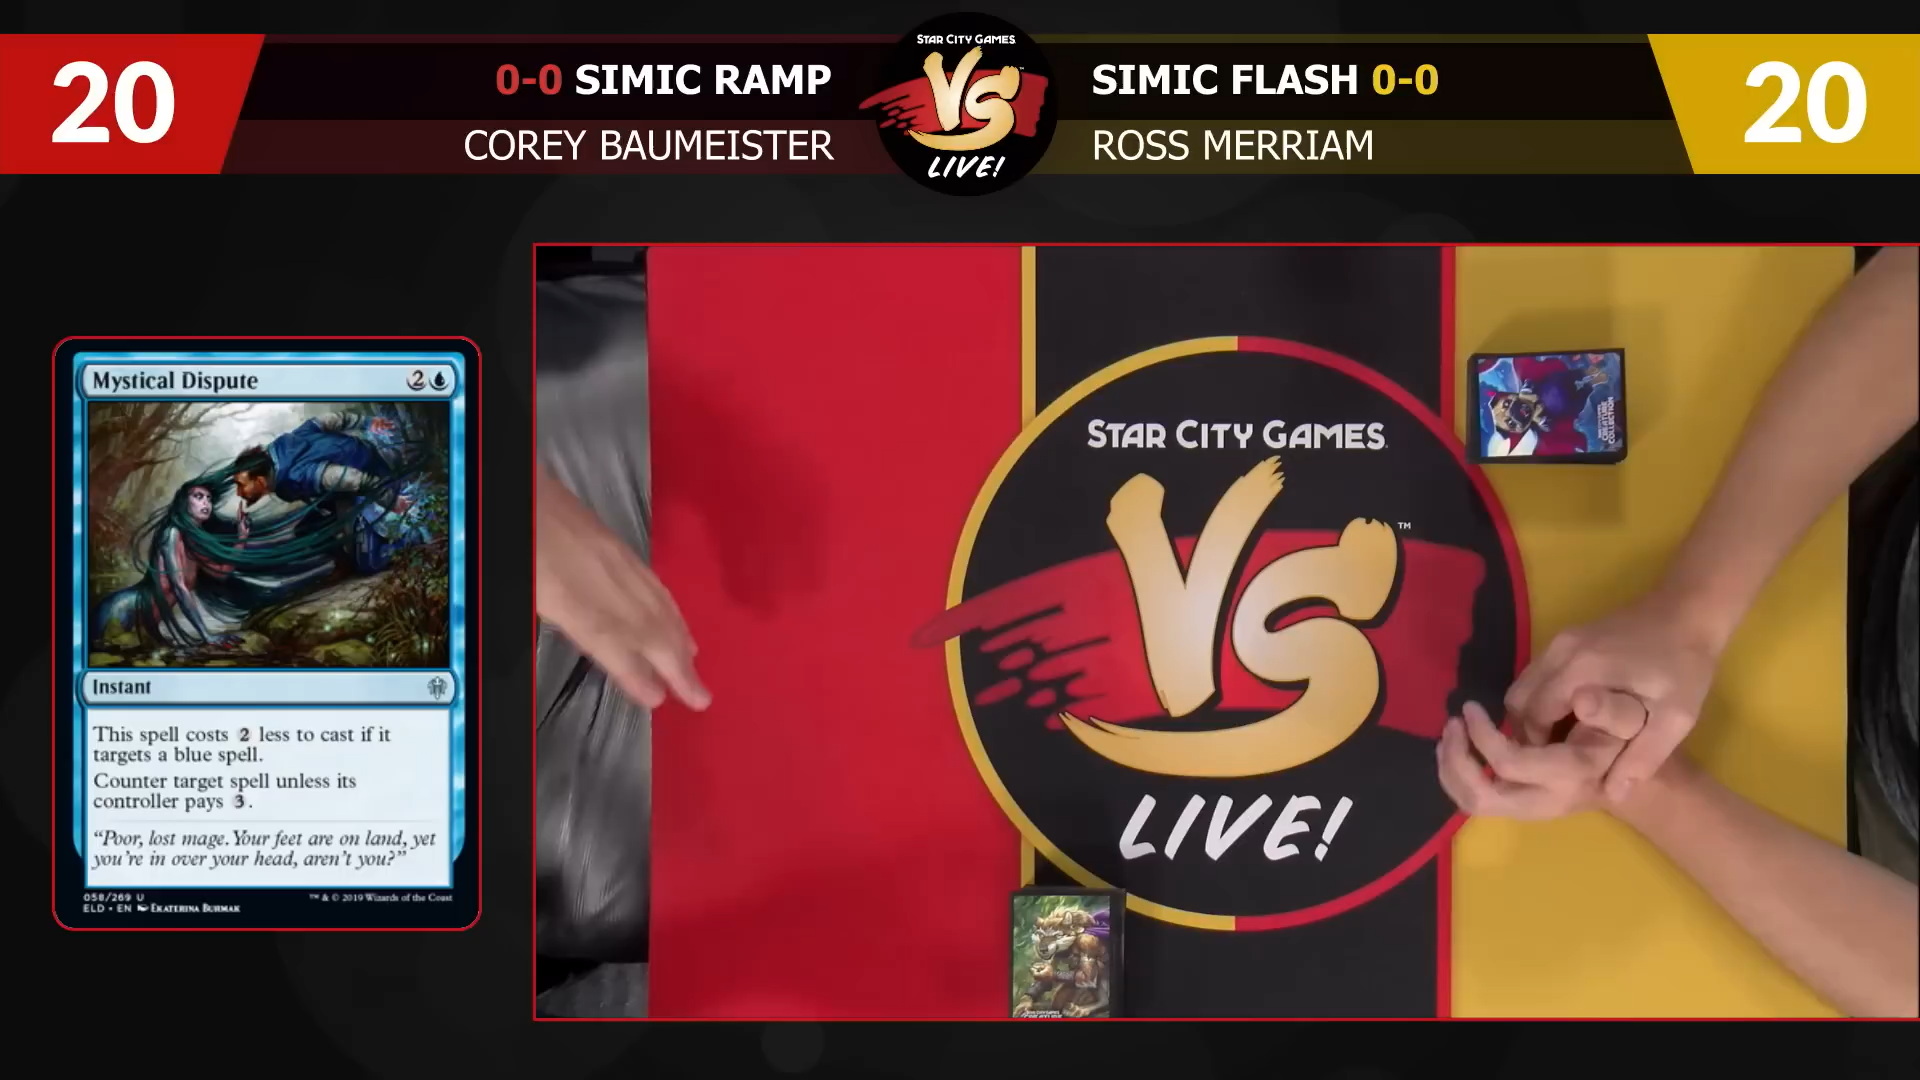 20
0-0 SIMIC RAMP
COREY BAUMEISTER
STAR CITY GAMES
VS
LIVE!
SIMIC FLASH 0-0
ROSS MERRIAM
20
Mystical Dispute 2
Instant
This spell costs 2 less to cast if it
targets a blue spell.
Counter target spell unless its
controller pays 3.
“Poor, lost mage. Your feet are on land, yet
you’re in over your head, aren’t you?”
058/269 U
ELD • EN EKATERINA BURMAK
™ & © 2019 Wizards of the Coast
STAR CITY GAMES.
VS
™
LIVE!
CREATURE
COLLECTION